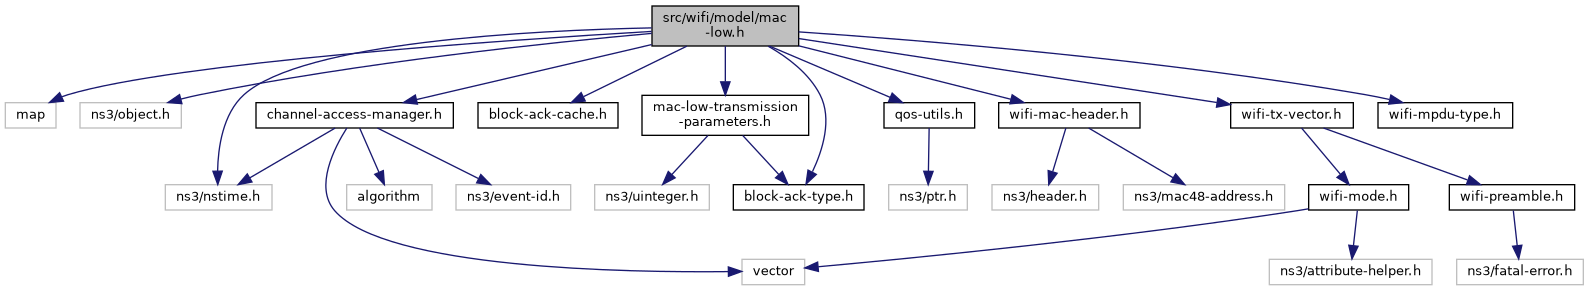 src/wifi/model/mac
-low.h
map
ns3/object.h
channel-access-manager.h
block-ack-cache.h
mac-low-transmission
-parameters.h
qos-utils.h
wifi-mac-header.h
wifi-tx-vector.h
wifi-mpdu-type.h
ns3/nstime.h
algorithm
ns3/event-id.h
ns3/uinteger.h
block-ack-type.h
ns3/ptr.h
ns3/header.h
ns3/mac48-address.h
wifi-mode.h
wifi-preamble.h
vector
ns3/attribute-helper.h
ns3/fatal-error.h